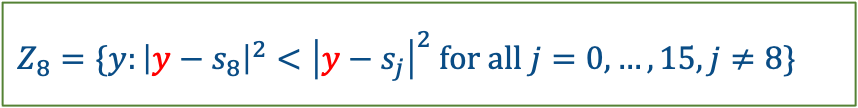 Z₈ = {y: |y − s₈|² < |y − sⱼ|² for all j = 0, … , 15, j ≠ 8}